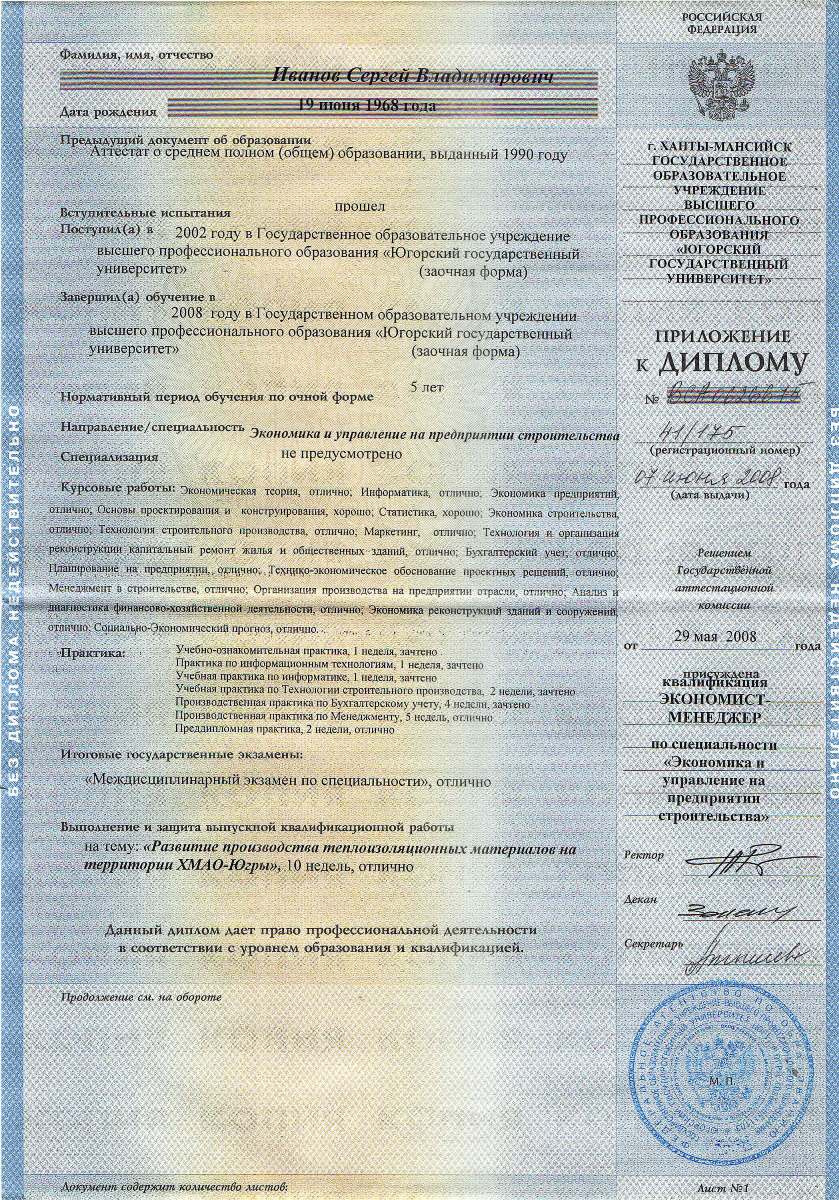 Фамилия, имя, отчество
Иванов Сергей Владимирович
Дата рождения
19 июня 1968 года
Предыдущий документ об образовании
Аттестат о среднем полном (общем) образовании, выданный 1990 году
прошел
Вступительные испытания
Поступил(а) в 2002 году в Государственное образовательное учреждение
высшего профессионального образования «Югорский государственный
университет» (заочная форма)
Завершил(а) обучение в
2008 году в Государственном образовательном учреждении
высшего профессионального образования «Югорский государственный
университет» (заочная форма)
5 лет
Нормативный период обучения по очной форме
Направление/специальность Экономика и управление на предприятии строительства
Специализация не предусмотрено
Курсовые работы: Экономическая теория, отлично; Информатика, отлично; Экономика предприятий,
отлично; Основы проектирования и конструирования, хорошо; Статистика, хорошо; Экономика строительства,
отлично; Технология строительного производства, отлично; Маркетинг, отлично; Технология и организация
реконструкции капитальный ремонт жилья и общественных зданий, отлично; Бухгалтерский учет, отлично;
Планирование на предприятии, отлично; Технико-экономическое обоснование проектных решений, отлично;
Менеджмент в строительстве, отлично; Организация производства на предприятии отрасли, отлично; Анализ и
диагностика финансово-хозяйственной деятельности, отлично; Экономика реконструкций зданий и сооружений,
отлично; Социально-Экономический прогноз, отлично.
Практика:
Учебно-ознакомительная практика, 1 неделя, зачтено
Практика по информационным технологиям, 1 неделя, зачтено
Учебная практика по информатике, 1 неделя, зачтено
Учебная практика по Технологии строительного производства, 2 недели, зачтено
Производственная практика по Бухгалтерскому учету, 4 недели, зачтено
Производственная практика по Менеджменту, 5 недель, отлично
Преддипломная практика, 2 недели, отлично
Итоговые государственные экзамены:
«Междисциплинарный экзамен по специальности», отлично
Выполнение и защита выпускной квалификационной работы
на тему: «Развитие производства теплоизоляционных материалов на
территории ХМАО-Югры», 10 недель, отлично
Данный диплом дает право профессиональной деятельности
в соответствии с уровнем образования и квалификацией.
Продолжение см. на обороте
Документ содержит количество листов:
РОССИЙСКАЯ
ФЕДЕРАЦИЯ
г. ХАНТЫ-МАНСИЙСК
ГОСУДАРСТВЕННОЕ
ОБРАЗОВАТЕЛЬНОЕ
УЧРЕЖДЕНИЕ
ВЫСШЕГО
ПРОФЕССИОНАЛЬНОГО
ОБРАЗОВАНИЯ
«ЮГОРСКИЙ
ГОСУДАРСТВЕННЫЙ
УНИВЕРСИТЕТ»
ПРИЛОЖЕНИЕ
К ДИПЛОМУ
№
41/175
(регистрационный номер)
07 июня 2008 года
(дата выдачи)
Решением
Государственной
аттестационной
комиссии
от 29 мая 2008 года
присуждена
квалификация
ЭКОНОМИСТ-
МЕНЕДЖЕР
по специальности
«Экономика и
управление на
предприятии
строительства»
Ректор
Декан
Секретарь
М.П.
Лист №1
БЕЗ ДИПЛОМА НЕДЕЙСТВИТЕЛЬНО
БЕЗ ДИПЛОМА НЕДЕЙСТВИТЕЛЬНО